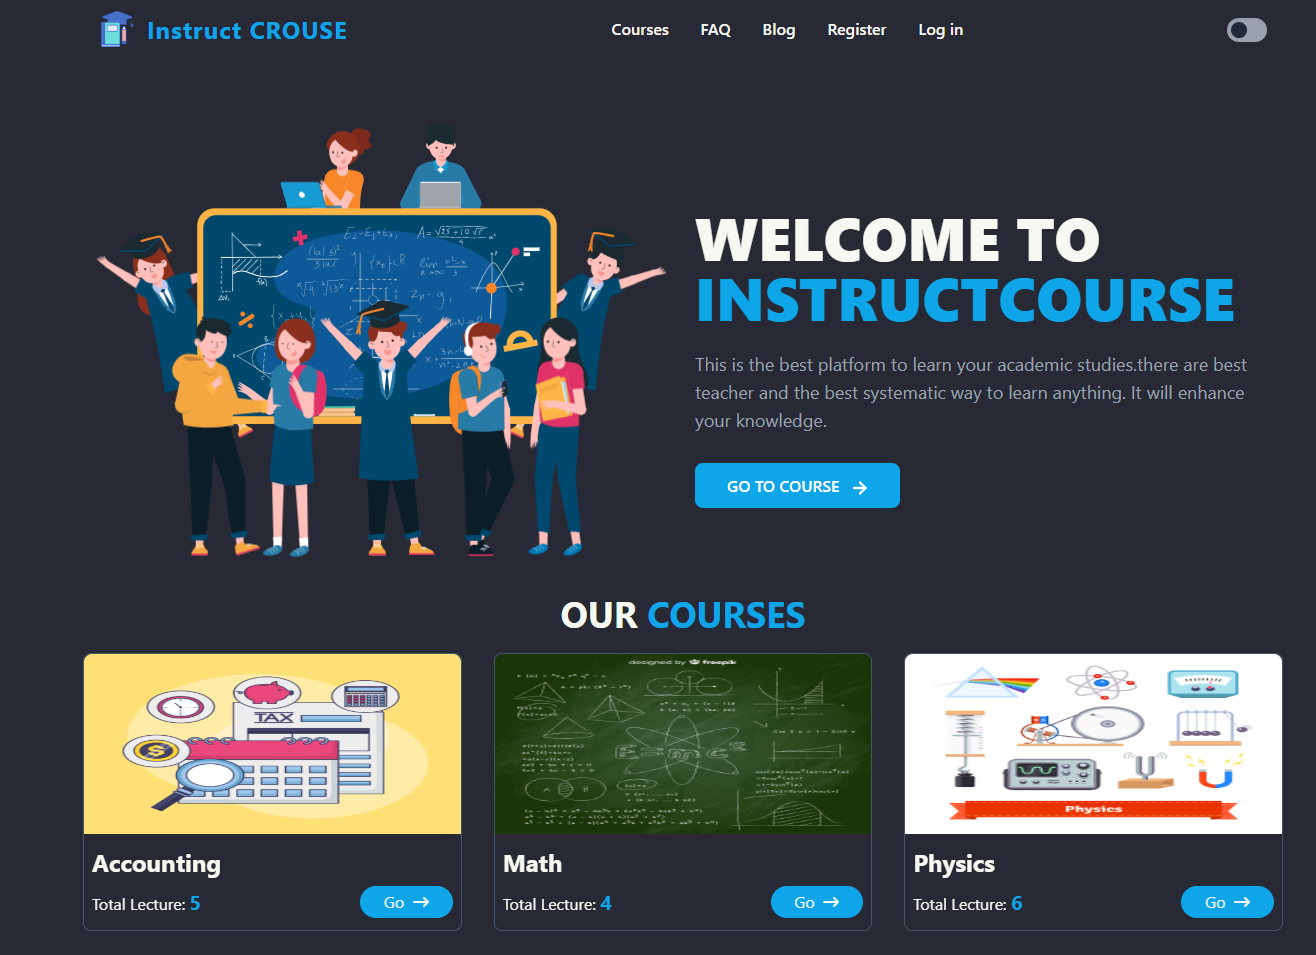 Instruct CROUSE
Courses FAQ Blog Register Log in
WELCOME TO
INSTRUCTCOURSE
This is the best platform to learn your academic studies.there are best
teacher and the best systematic way to learn anything. It will enhance
your knowledge.
GO TO COURSE
OUR COURSES
TAX
designed by freepik
E=mc²
Physics
Accounting
Total Lecture: 5
Go
Math
Total Lecture: 4
Go
Physics
Total Lecture: 6
Go